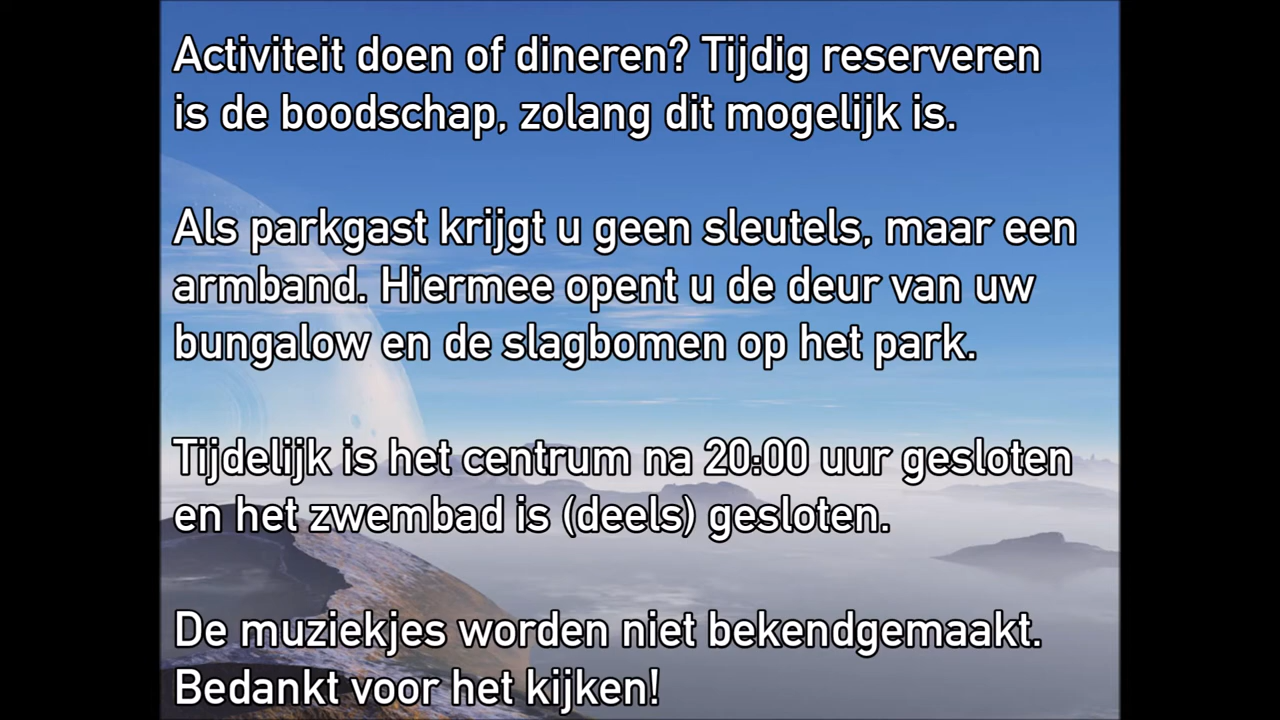 Activiteit doen of dineren? Tijdig reserveren
is de boodschap, zolang dit mogelijk is.
Als parkgast krijgt u geen sleutels, maar een
armband. Hiermee opent u de deur van uw
bungalow en de slagbomen op het park.
Tijdelijk is het centrum na 20:00 uur gesloten
en het zwembad is (deels) gesloten.
De muziekjes worden niet bekendgemaakt.
Bedankt voor het kijken!